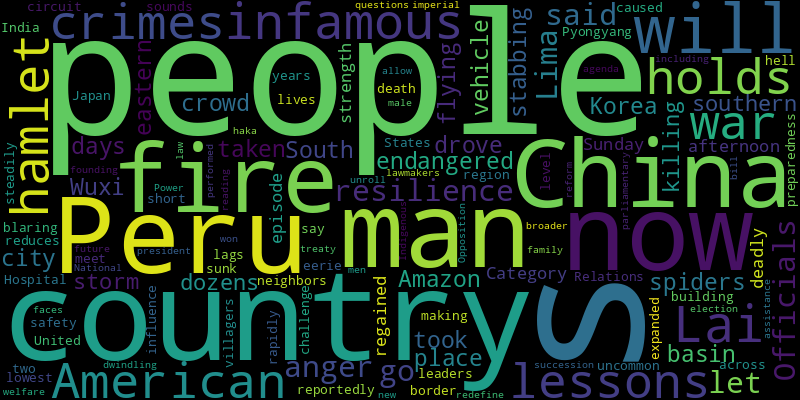 circuit sounds questions imperial
India crimes infamous will said caused
Pyongyang
people
hamlet eastern Japan crowd years lives strength death allow male flying vehicle stabbing Lima
Korea including agenda hell holds southern
war afternoon
steadily days fire taken South haka law performed reading
endangered drove States lawmakers region
China killing Sunday level reform parliamentary bill preparedness
founding Wuxi Power short unroll episode resilience
Peru man now
blaring reduces city say lags sunk eerie indigenous Opposition broader family
future meet president National won treaty men
Hospital storm dozens neighbors Amazon Category Relations spiders deadly officials
country s
influence villagers rapidly challenge regained making
building election expanded assistance
faces safety United took place Lai basin
two lowest welfare dwindling anger go leaders border
succession uncommon across
American reportedly new redefine lessons let